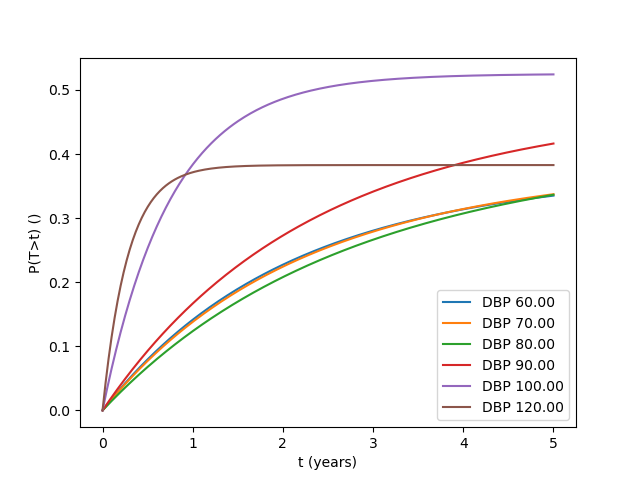 0.5
0.4
0.3
0.2
0.1
0.0
P(T>t) ()
0 1 2 3 4 5
t (years)
DBP 60.00
DBP 70.00
DBP 80.00
DBP 90.00
DBP 100.00
DBP 120.00